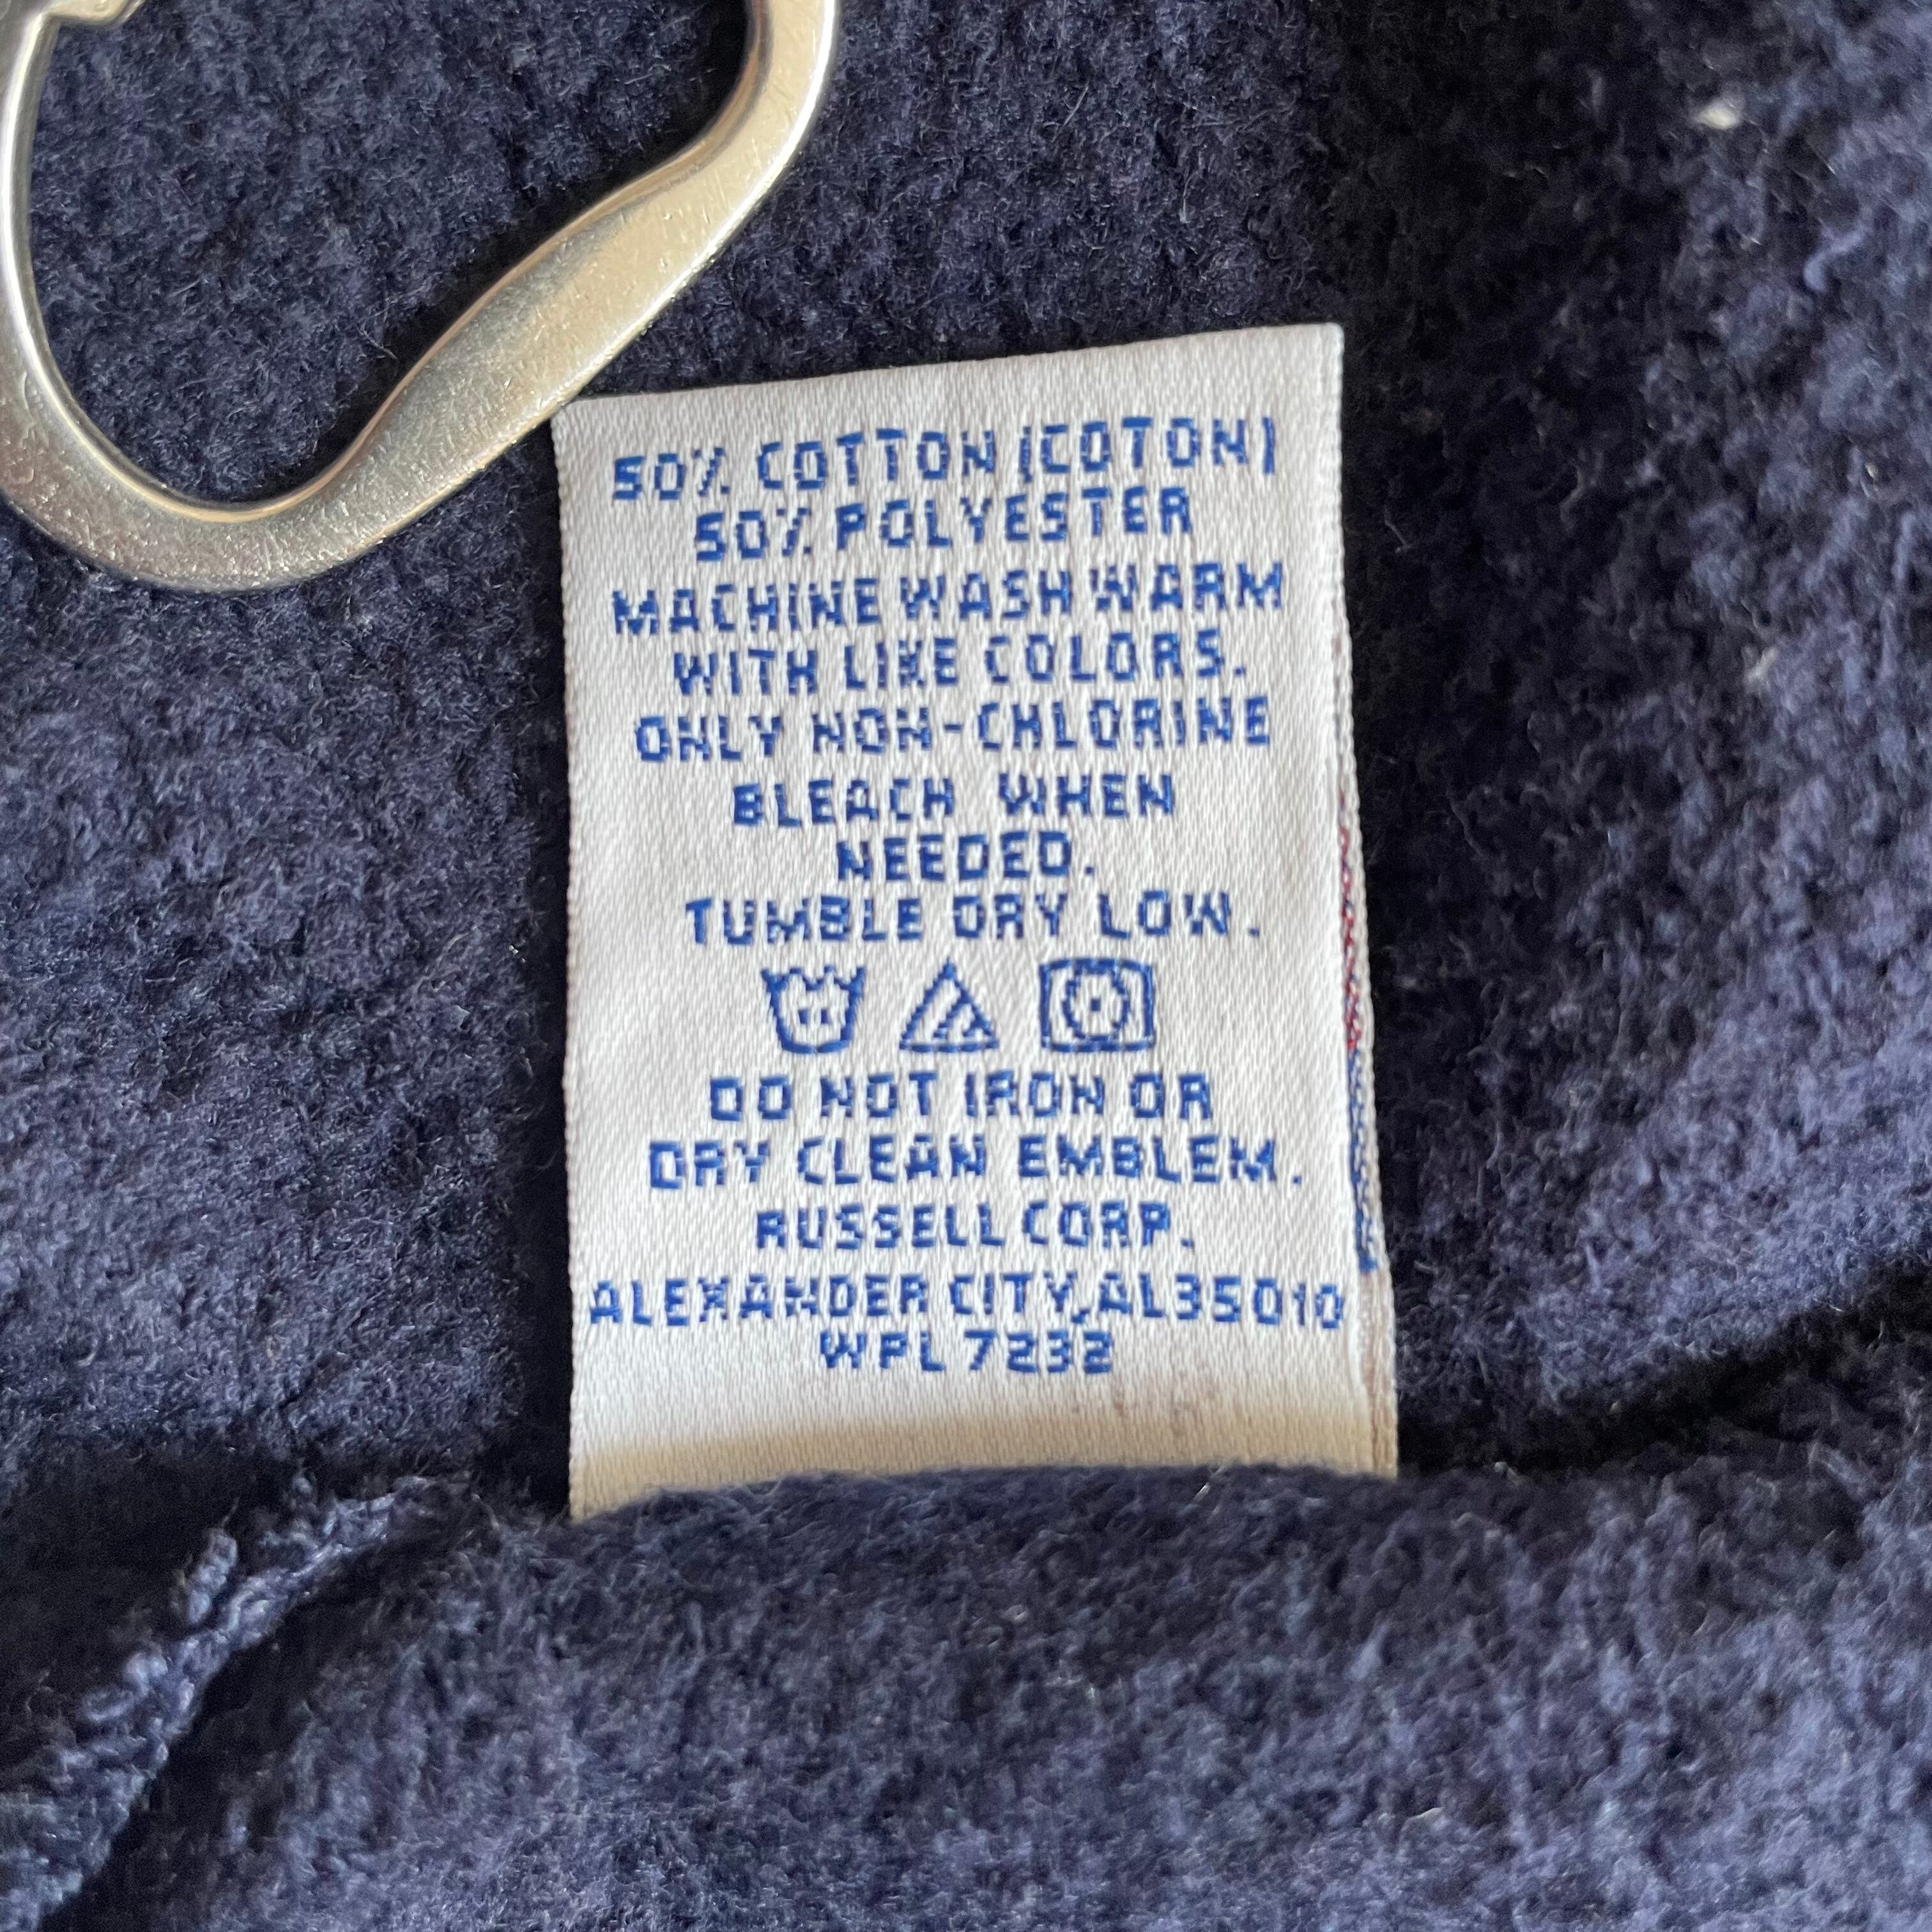 50% COTTON (COTON)
50% POLYESTER
MACHINE WASH WARM
WITH LIKE COLORS.
ONLY NON-CHLORINE
BLEACH WHEN
NEEDED.
TUMBLE DRY LOW.
DO NOT IRON OR
DRY CLEAN EMBLEM.
RUSSELL CORP.
ALEXANDER CITY,AL35010
WPL 7232